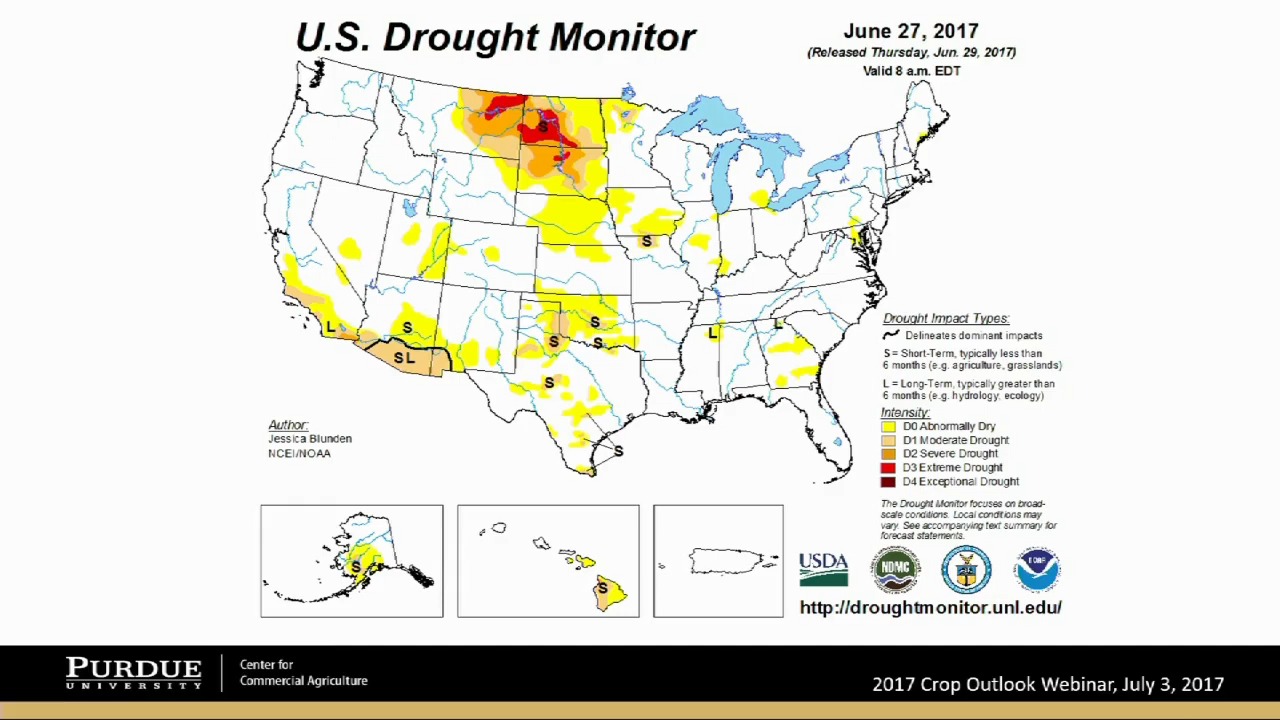 U.S. Drought Monitor
June 27, 2017
(Released Thursday, Jun. 29, 2017)
Valid 8 a.m. EDT
S
S
L
S
S
S
S
S L
S
L
L
S
Drought Impact Types:
Delineates dominant impacts
S = Short-Term, typically less than
6 months (e.g. agriculture, grasslands)
L = Long-Term, typically greater than
6 months (e.g. hydrology, ecology)
Intensity:
D0 Abnormally Dry
D1 Moderate Drought
D2 Severe Drought
D3 Extreme Drought
D4 Exceptional Drought
Author:
Jessica Blunden
NCEI/NOAA
The Drought Monitor focuses on broad-
scale conditions. Local conditions may
vary. See accompanying text summary for
forecast statements.
S
S
USDA
NDMC
http://droughtmonitor.unl.edu/
PURDUE
UNIVERSITY
Center for
Commercial Agriculture
2017 Crop Outlook Webinar, July 3, 2017